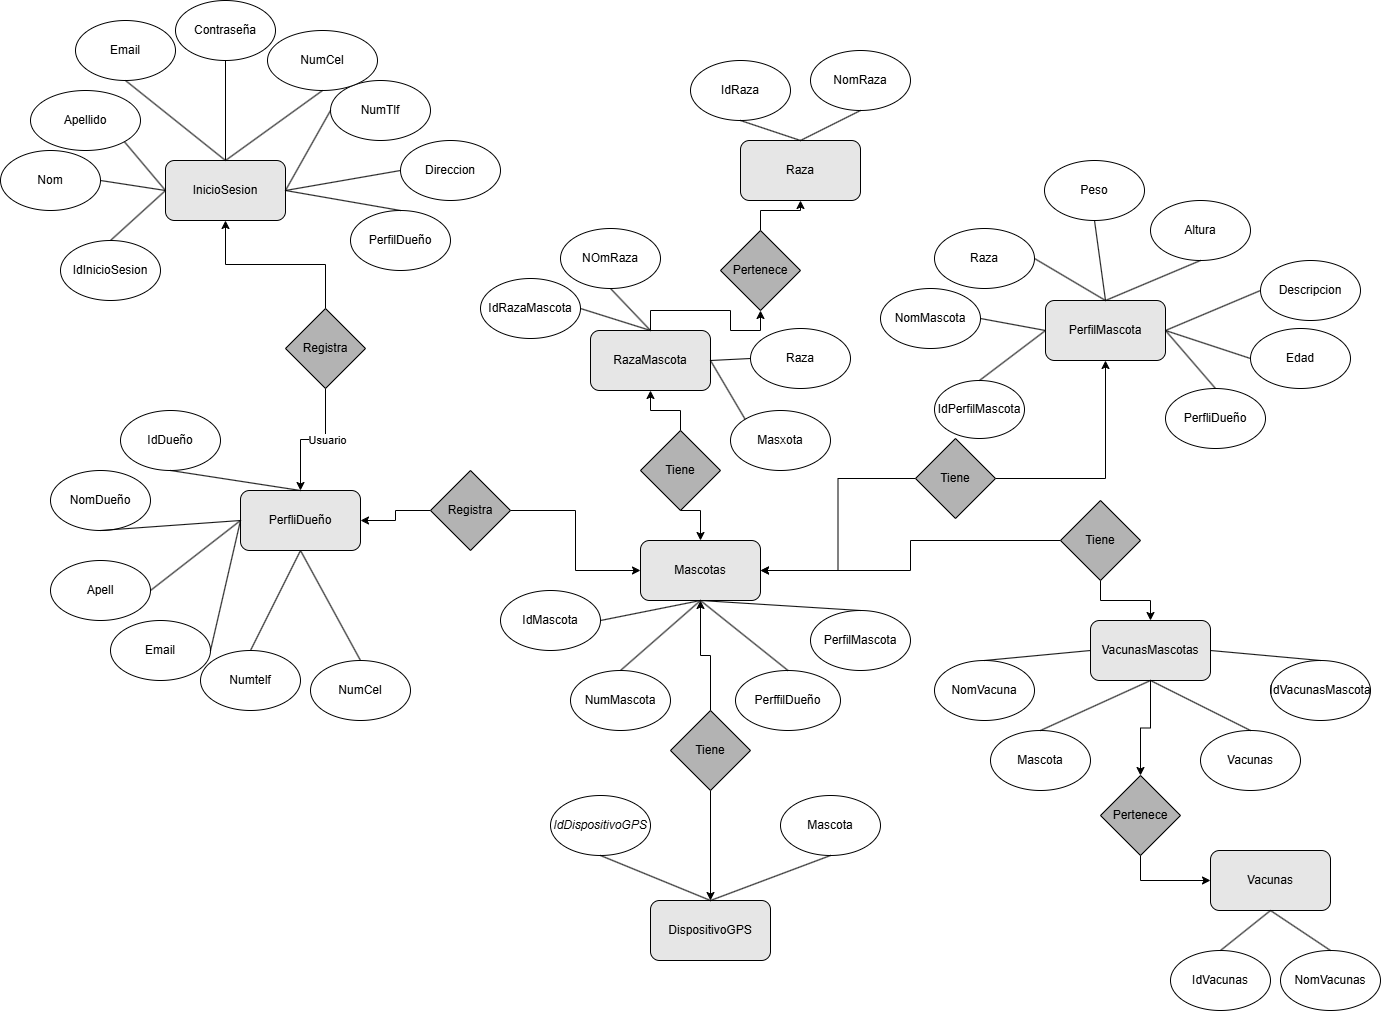 Contraseña
Email
NumCel
NumTlf
Apellido
Nom
InicioSesion
Direccion
PerfilDueño
IdInicioSesion
Registra
Usuario
IdRaza
NomRaza
Raza
Pertenece
NOmRaza
IdRazaMascota
RazaMascota
Raza
Masxota
Tiene
Peso
Altura
Raza
Descripcion
NomMascota
PerfilMascota
Edad
IdPerfilMascota
PerfliDueño
Tiene
IdDueño
NomDueño
PerfliDueño
Apell
Email
Numtelf
NumCel
Registra
Mascotas
IdMascota
PerfilMascota
NumMascota
PerffilDueño
Tiene
Tiene
VacunasMascotas
NomVacuna
IdVacunasMascota
Mascota
Vacunas
Pertenece
IdDispositivoGPS
Mascota
DispositivoGPS
Vacunas
IdVacunas
NomVacunas